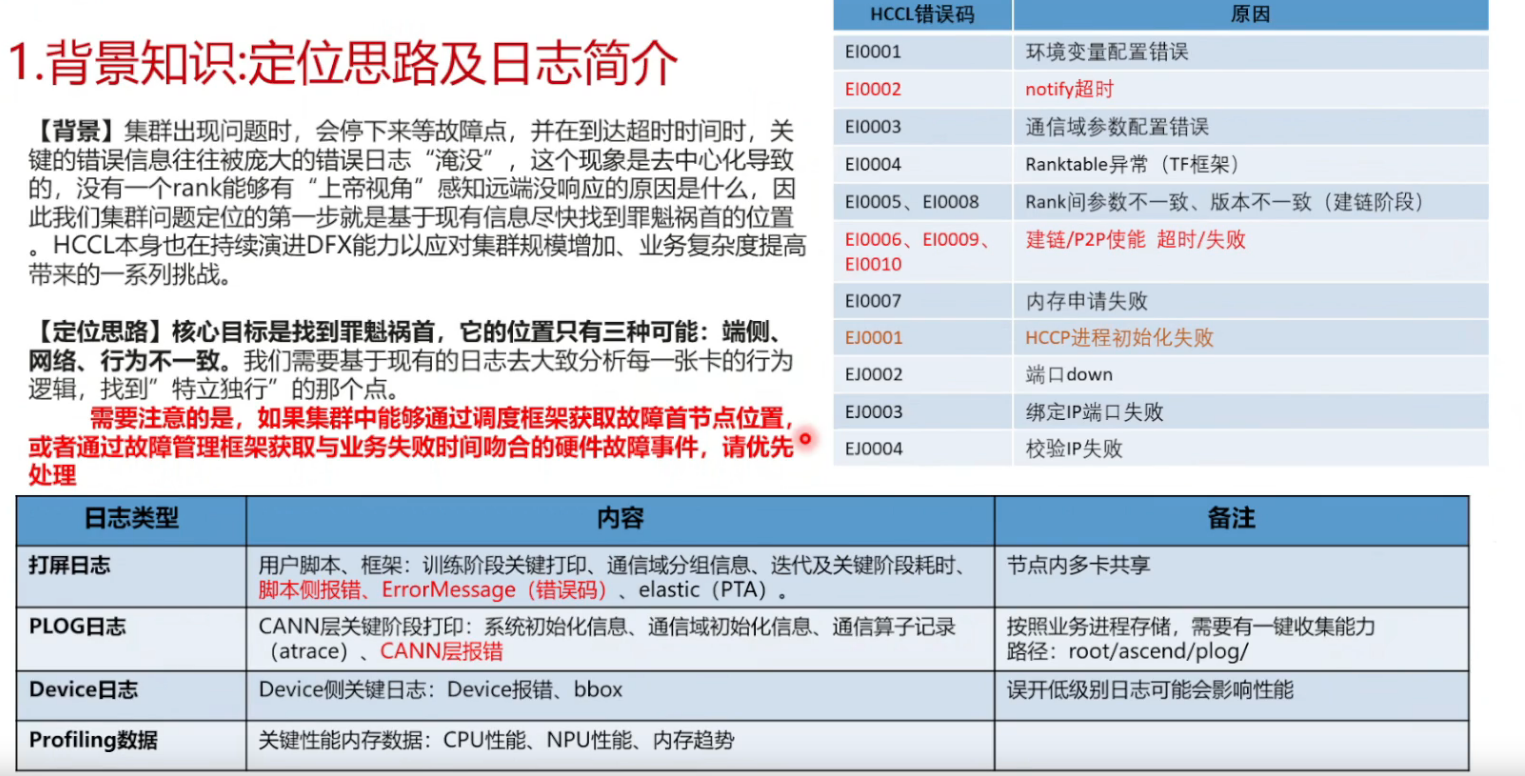 1.背景知识:定位思路及日志简介
【背景】集群出现问题时，会停下来等故障点，并在到达超时时间时，关
键的错误信息往往被庞大的错误日志“淹没”，这个现象是去中心化导致
的，没有一个rank能够有“上帝视角”感知远端没响应的原因是什么，因
此我们集群问题定位的第一步就是基于现有信息尽快找到罪魁祸首的位置
。HCCL本身也在持续演进DFX能力以应对集群规模增加、业务复杂度提高
带来的一系列挑战。
【定位思路】核心目标是找到罪魁祸首，它的位置只有三种可能：端侧、
网络、行为不一致。我们需要基于现有的日志去大致分析每一张卡的行为
逻辑，找到”特立独行”的那个点。
需要注意的是，如果集群中能够通过调度框架获取故障首节点位置，
或者通过故障管理框架获取与业务失败时间吻合的硬件故障事件，请优先
处理
HCCL错误码 原因
EI0001 环境变量配置错误
EI0002 notify超时
EI0003 通信域参数配置错误
EI0004 Ranktable异常（TF框架）
EI0005、EI0008 Rank间参数不一致、版本不一致（建链阶段）
EI0006、EI0009、 建链/P2P使能 超时/失败
EI0010
EI0007 内存申请失败
EJ0001 HCCP进程初始化失败
EJ0002 端口down
EJ0003 绑定IP端口失败
EJ0004 校验IP失败
日志类型 内容 备注
打屏日志 用户脚本、框架：训练阶段关键打印、通信域分组信息、迭代及关键阶段耗时、 节点内多卡共享
脚本侧报错、ErrorMessage（错误码）、elastic（PTA）。
PLOG日志 CANN层关键阶段打印：系统初始化信息、通信域初始化信息、通信算子记录 按照业务进程存储，需要有一键收集能力
（atrace）、CANN层报错 路径：root/ascend/plog/
Device日志 Device侧关键日志：Device报错、bbox 误开低级别日志可能会影响性能
Profiling数据 关键性能内存数据：CPU性能、NPU性能、内存趋势